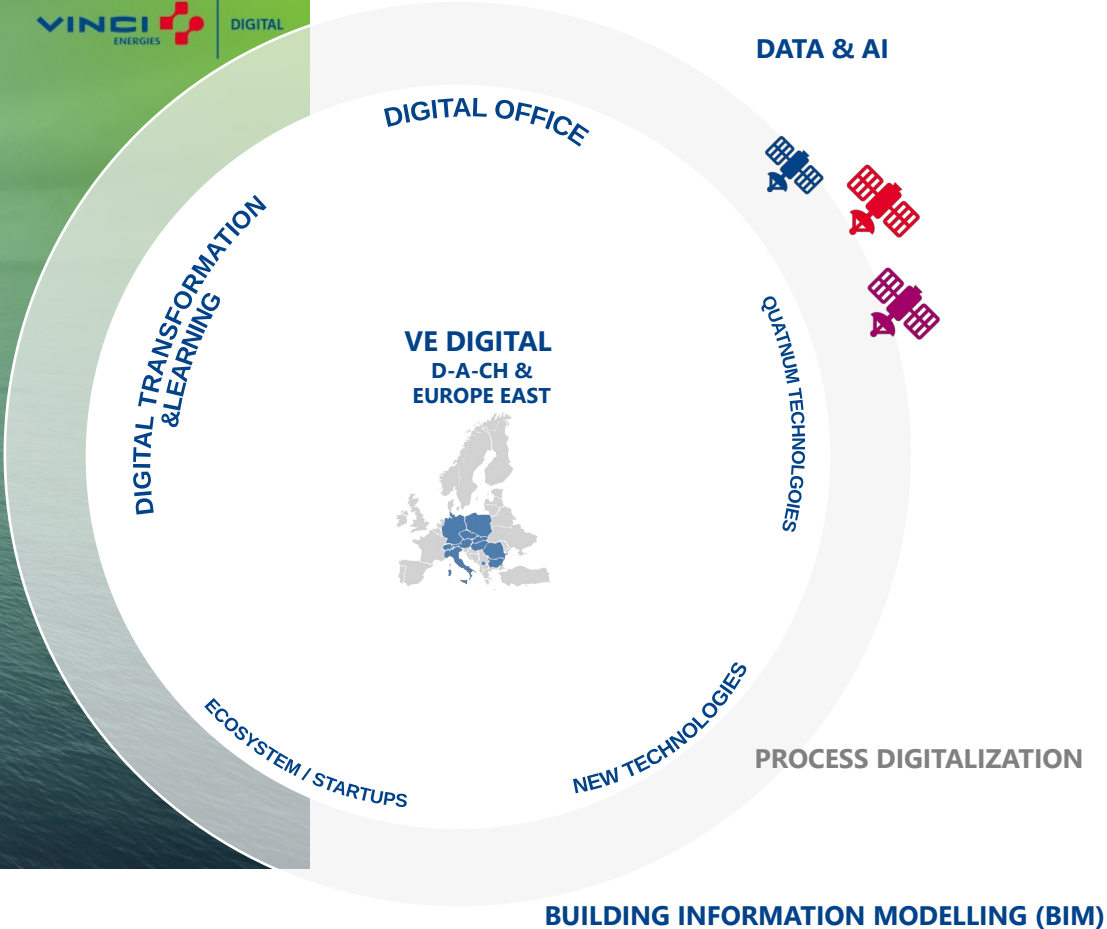 VINCI
ENERGIES
DIGITAL
DATA & AI
DIGITAL OFFICE
DIGITAL TRANSFORMATION
&LEARNING
VE DIGITAL
D-A-CH &
EUROPE EAST
QUATNUM TECHNOLGOIES
ECOSYSTEM / STARTUPS
NEW TECHNOLOGIES
PROCESS DIGITALIZATION
BUILDING INFORMATION MODELLING (BIM)